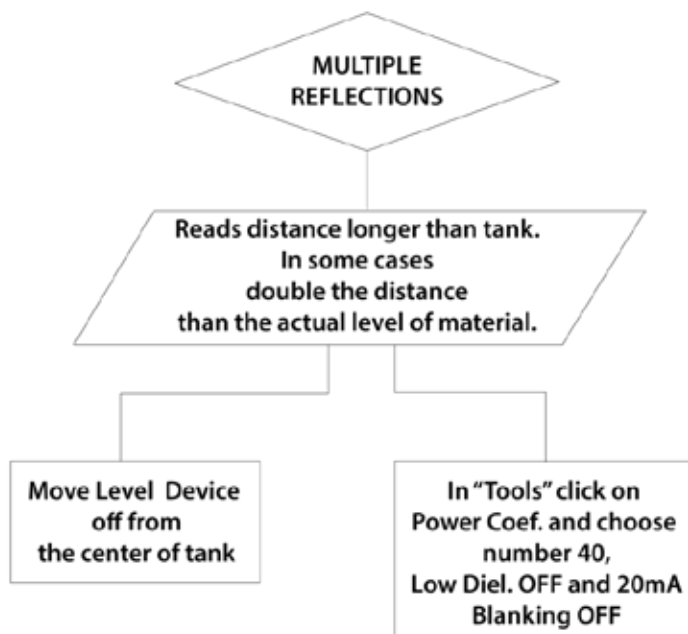 MULTIPLE
REFLECTIONS
Reads distance longer than tank.
In some cases
double the distance
than the actual level of material.
Move Level Device
off from
the center of tank
In “Tools” click on
Power Coef. and choose
number 40,
Low Diel. OFF and 20mA
Blanking OFF